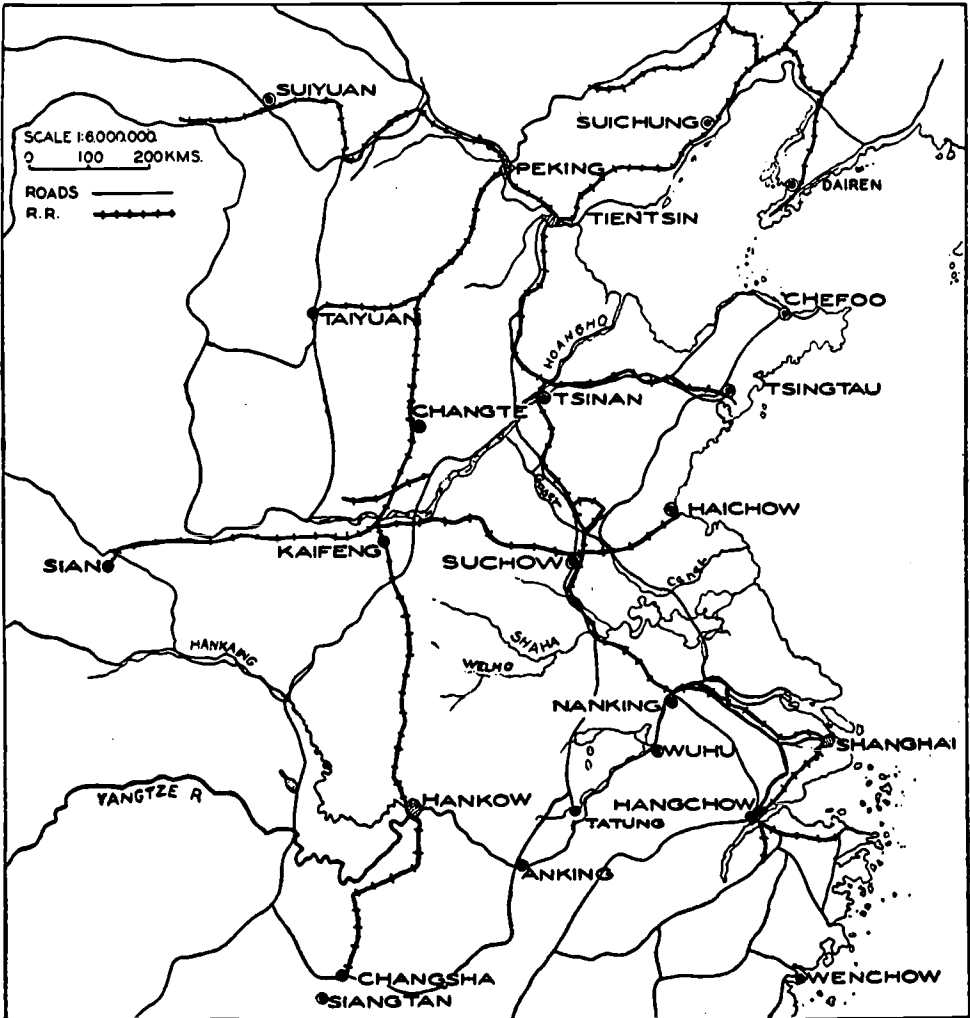 SUIYUAN
SUICHUNG
SCALE 1:6.000.000.
0 100 200 KMS.
ROADS
R.R.
PEKING
DAIREN
TIENTSIN
CHEFOO
TAIYUAN
HOANGHO
TSINAN
TSINGTAU
CHANGTE
HAICHOW
KAIFENG
SUCHOW
SIAN
Canal
SHAHA
HANKAING
WELHO
NANKING
WUHU
SHANGHAI
YANGTZE R
HANKOW
HANGCHOW
TATUNG
ANKING
CHANGSHA
SIANGTAN
WENCHOW